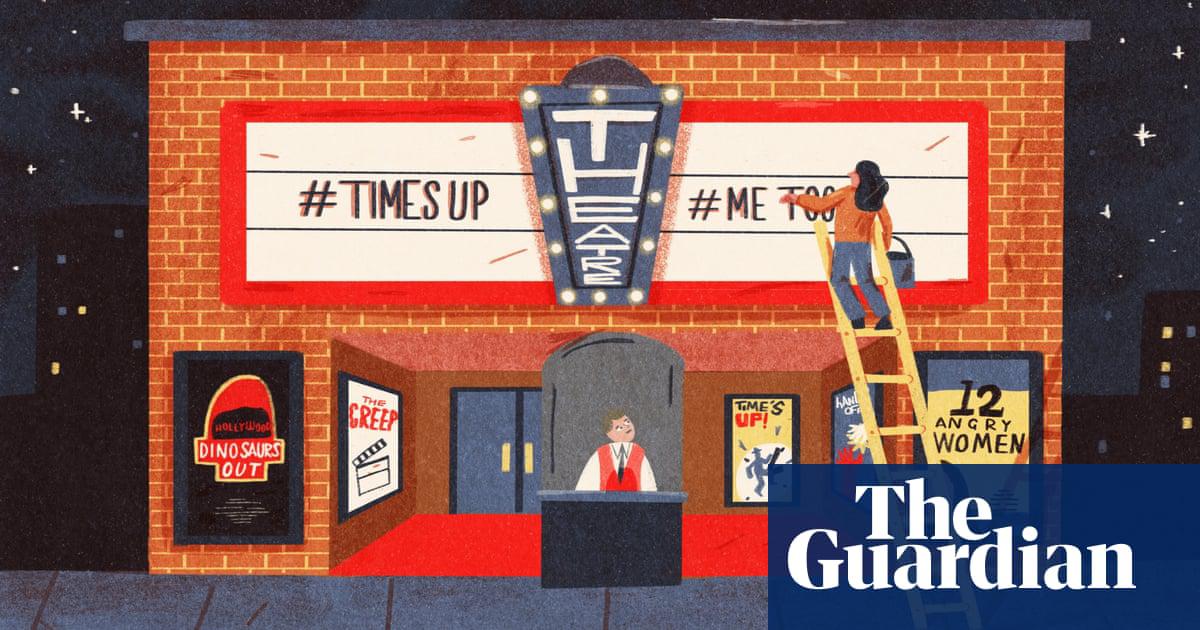 #TIMES UP
THEATRE
#ME TOO
HOLLYWOOD
DINOSAURS
OUT
THE
CREEP
TIME'S
UP!
12
ANGRY
WOMEN
The
Guardian